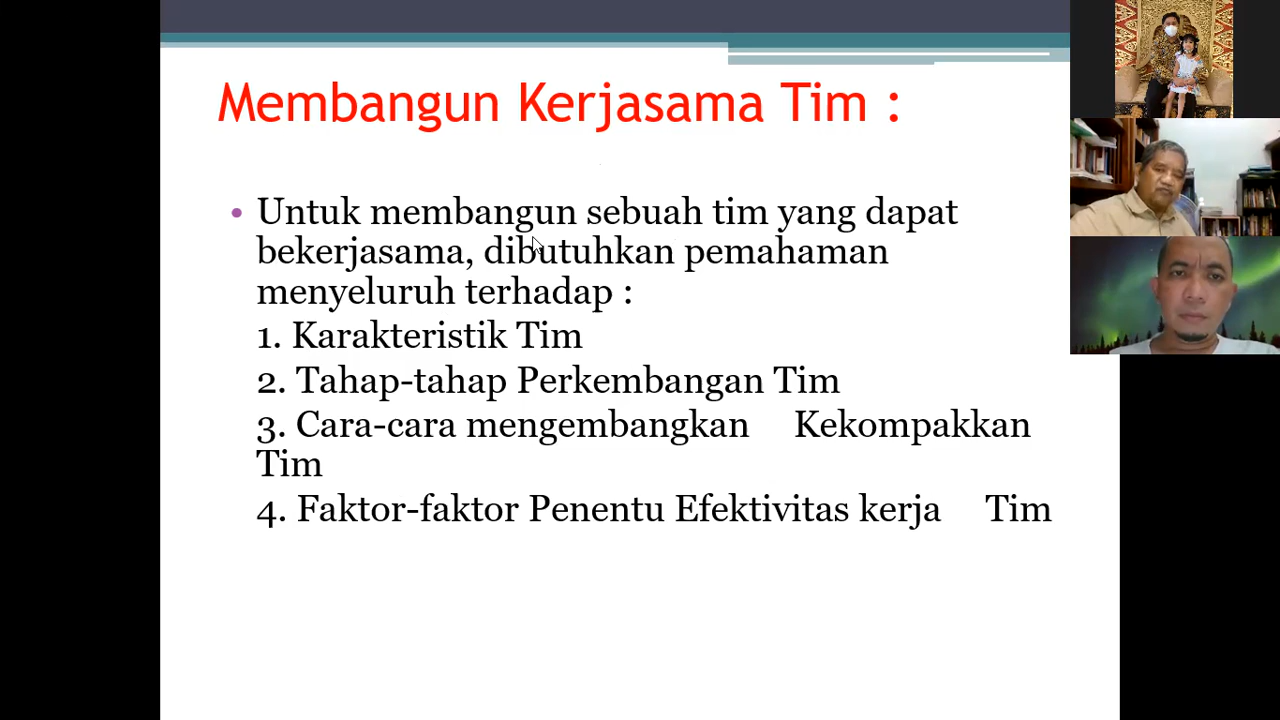 Membangun Kerjasama Tim :
• Untuk membangun sebuah tim yang dapat
bekerjasama, dibutuhkan pemahaman
menyeluruh terhadap :
1. Karakteristik Tim
2. Tahap-tahap Perkembangan Tim
3. Cara-cara mengembangkan Kekompakkan
Tim
4. Faktor-faktor Penentu Efektivitas kerja Tim